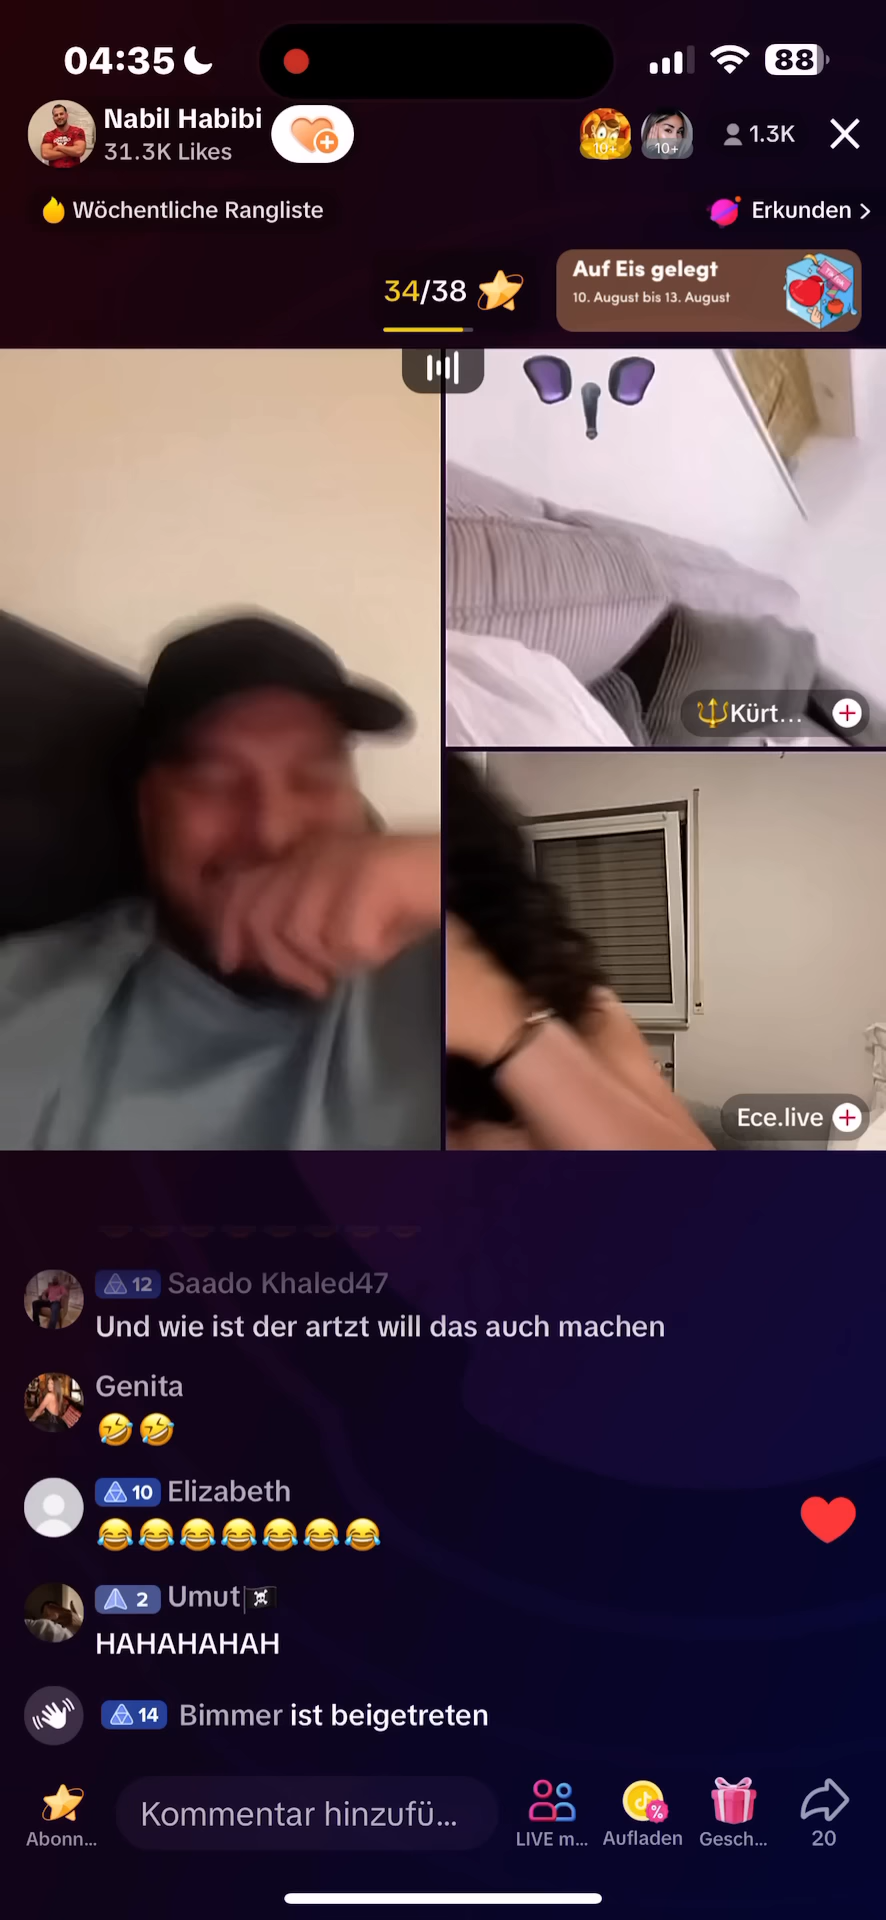 04:35
88
Nabil Habibi
31.3K Likes
10+
10+
1.3K
Wöchentliche Rangliste
Erkunden >
34/38
Auf Eis gelegt
10. August bis 13. August
Kürt...
Ece.live
12 Saado Khaled47
Und wie ist der artzt will das auch machen
Genita
🤣🤣
10 Elizabeth
😂😂😂😂😂😂😂
2 Umut🏴‍☠️
HAHAHAHAH
14 Bimmer ist beigetreten
Kommentar hinzufü...
Abonn...
LIVE m...
Aufladen
Gesch...
20